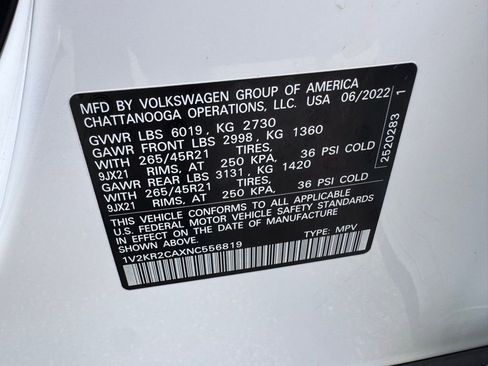 MFD BY VOLKSWAGEN GROUP OF AMERICA
CHATTANOOGA OPERATIONS, LLC. USA 06/2022
GVWR LBS 6019, KG 2730
GAWR FRONT LBS 2998, KG 1360
WITH 265/45R21 TIRES,
9JX21 RIMS, AT 250 KPA, 36 PSI COLD
GAWR REAR LBS 3131, KG 1420
WITH 265/45R21 TIRES,
9JX21 RIMS, AT 250 KPA, 36 PSI COLD
THIS VEHICLE CONFORMS TO ALL APPLICABLE
U.S. FEDERAL MOTOR VEHICLE SAFETY STANDARDS
IN EFFECT ON THE DATE OF MANUFACTURE
SHOWN ABOVE.
1V2KR2CAXNC556819 TYPE: MPV
2520283 1